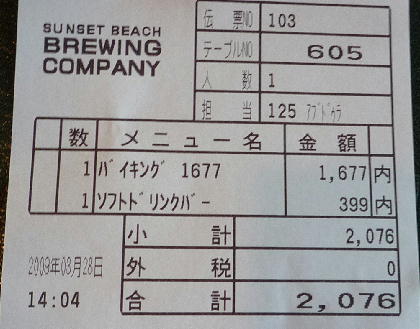 SUNSET BEACH
BREWING
COMPANY
伝票NO 103
テーブルNO 605
人数 1
担当 125 ｱﾌﾞﾄﾞｩﾗ
数 メニュー名 金額
1 ﾊﾞｲｷﾝｸﾞ 1677 1,677 内
1 ｿﾌﾄﾄﾞﾘﾝｸﾊﾞｰ 399 内
小計 2,076
外税 0
合計 2,076
2009年03月28日
14:04